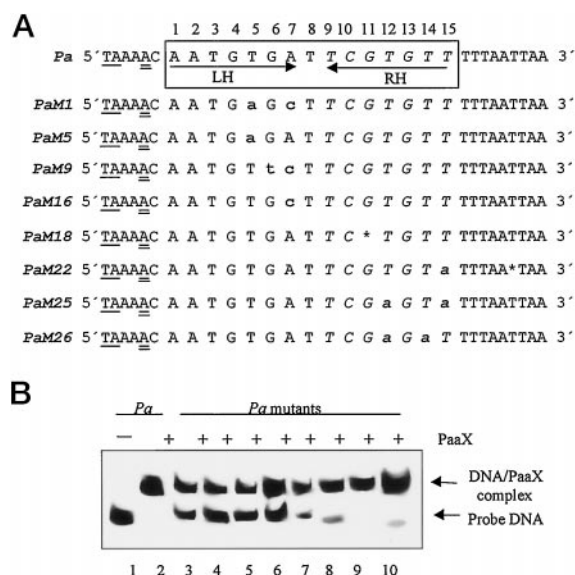 A
1 2 3 4 5 6 7 8 9 10 11 12 13 14 15
Pa 5´TAAAAC A A T G T G A T T C G T G T T TTTAATTAA 3´
LH RH
PaM1 5´TAAAAC A A T G a G c T T C G T G T T TTTAATTAA 3´
PaM5 5´TAAAAC A A T G a G A T T C G T G T T TTTAATTAA 3´
PaM9 5´TAAAAC A A T G T t c T T C G T G T T TTTAATTAA 3´
PaM16 5´TAAAAC A A T G T G c T T C G T G T T TTTAATTAA 3´
PaM18 5´TAAAAC A A T G T G A T T C * T G T T TTTAATTAA 3´
PaM22 5´TAAAAC A A T G T G A T T C G T G T a TTTAA*TAA 3´
PaM25 5´TAAAAC A A T G T G A T T C G a G T a TTTAATTAA 3´
PaM26 5´TAAAAC A A T G T G A T T C G a G a T TTTAATTAA 3´
B
Pa Pa mutants
— + + + + + + + + PaaX
DNA/PaaX
complex
Probe DNA
1 2 3 4 5 6 7 8 9 10